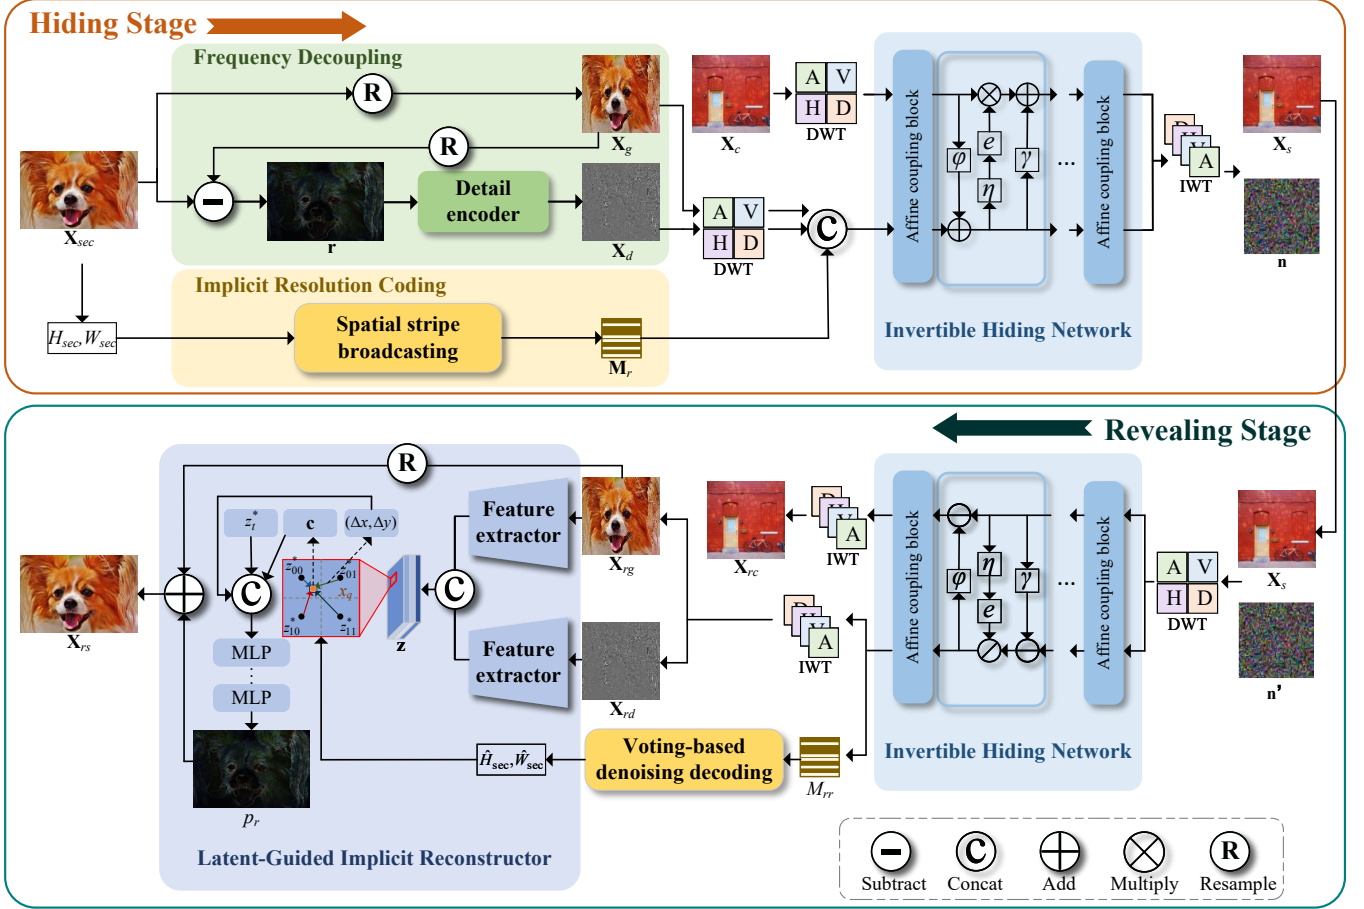 Hiding Stage
Frequency Decoupling
R
X_g
R
X_sec
r
Detail
encoder
X_d
X_c
A V
H D
DWT
A V
H D
DWT
C
Implicit Resolution Coding
H_sec, W_sec
Spatial stripe
broadcasting
M_r
Affine coupling block
φ
e
η
γ
...
Affine coupling block
Invertible Hiding Network
D
H
V
A
IWT
X_s
n
Revealing Stage
X_s
n'
A V
H D
DWT
Affine coupling block
φ
η
e
γ
...
Affine coupling block
Invertible Hiding Network
D
H
V
A
IWT
X_rc
D
H
V
A
IWT
M_rr
Voting-based
denoising decoding
Ĥ_sec, Ŵ_sec
X_rg
X_rd
Feature
extractor
Feature
extractor
C
z
R
z_t^*
c
(Δx, Δy)
z_00^*
z_01^*
x_q
z_10^*
z_11^*
C
MLP
MLP
p_r
X_rs
Latent-Guided Implicit Reconstructor
C
R
Subtract Concat Add Multiply Resample